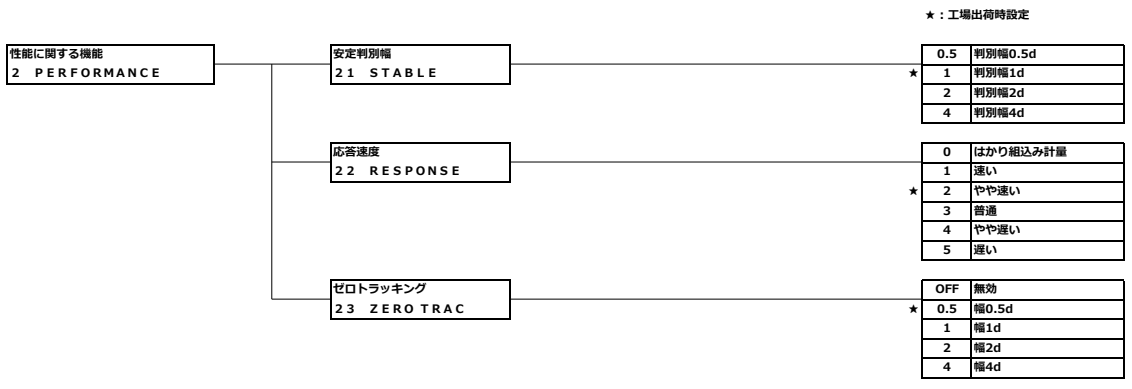 ★：工場出荷時設定
性能に関する機能
2 PERFORMANCE
安定判別幅
21 STABLE
0.5 判別幅0.5d
★ 1 判別幅1d
2 判別幅2d
4 判別幅4d
応答速度
22 RESPONSE
0 はかり組込み計量
1 速い
★ 2 やや速い
3 普通
4 やや遅い
5 遅い
ゼロトラッキング
23 ZERO TRAC
OFF 無効
★ 0.5 幅0.5d
1 幅1d
2 幅2d
4 幅4d